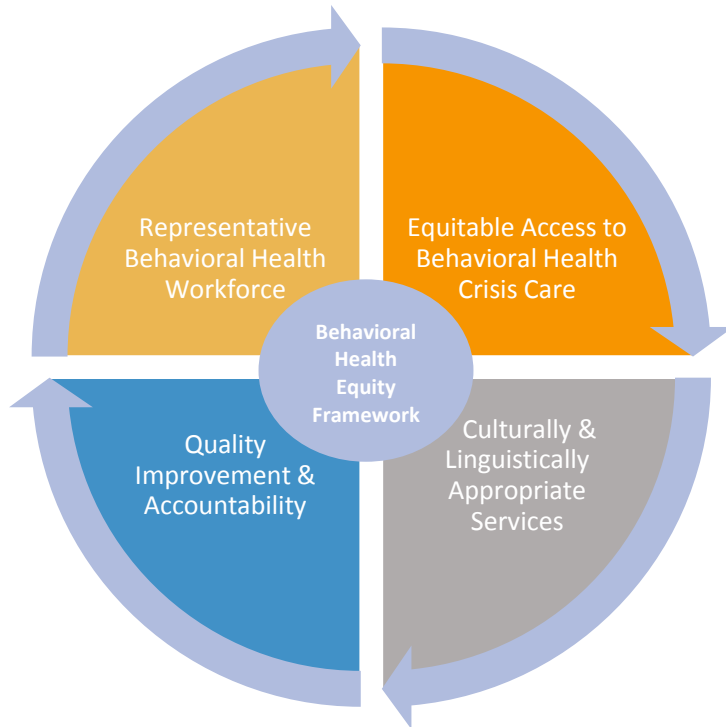 Representative
Behavioral Health
Workforce
Equitable Access to
Behavioral Health
Crisis Care
Behavioral
Health
Equity
Framework
Quality
Improvement &
Accountability
Culturally &
Linguistically
Appropriate
Services